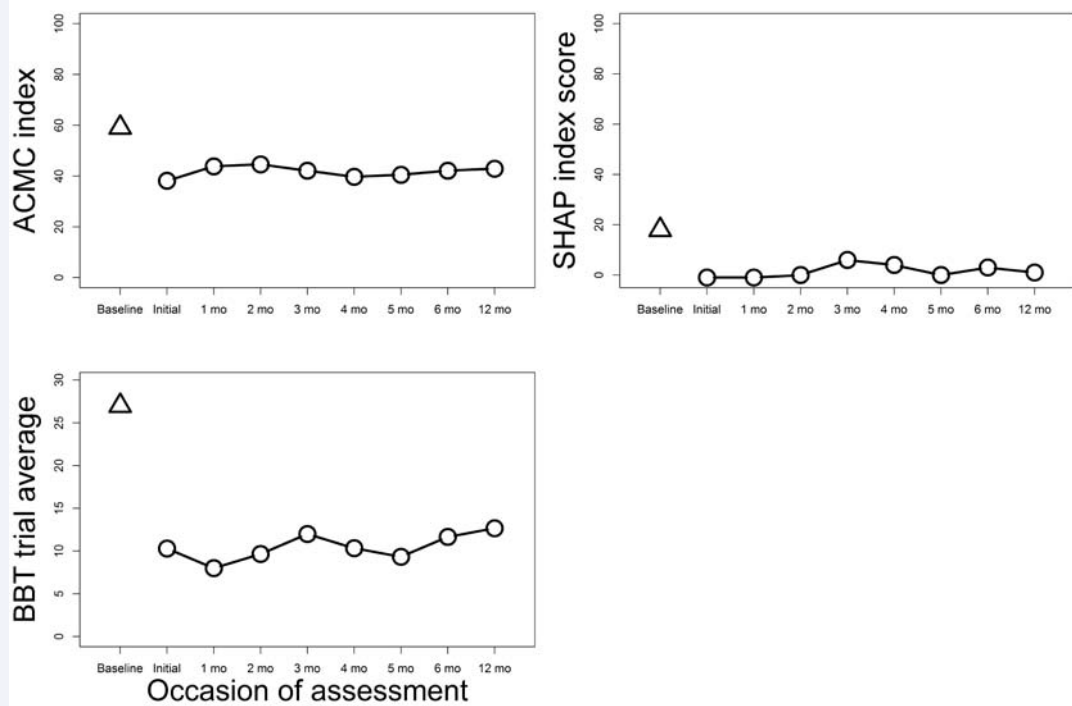 ACMC index
100
80
60
40
20
0
Baseline Initial 1 mo 2 mo 3 mo 4 mo 5 mo 6 mo 12 mo
SHAP index score
100
80
60
40
20
0
Baseline Initial 1 mo 2 mo 3 mo 4 mo 5 mo 6 mo 12 mo
BBT trial average
30
25
20
15
10
5
0
Baseline Initial 1 mo 2 mo 3 mo 4 mo 5 mo 6 mo 12 mo
Occasion of assessment